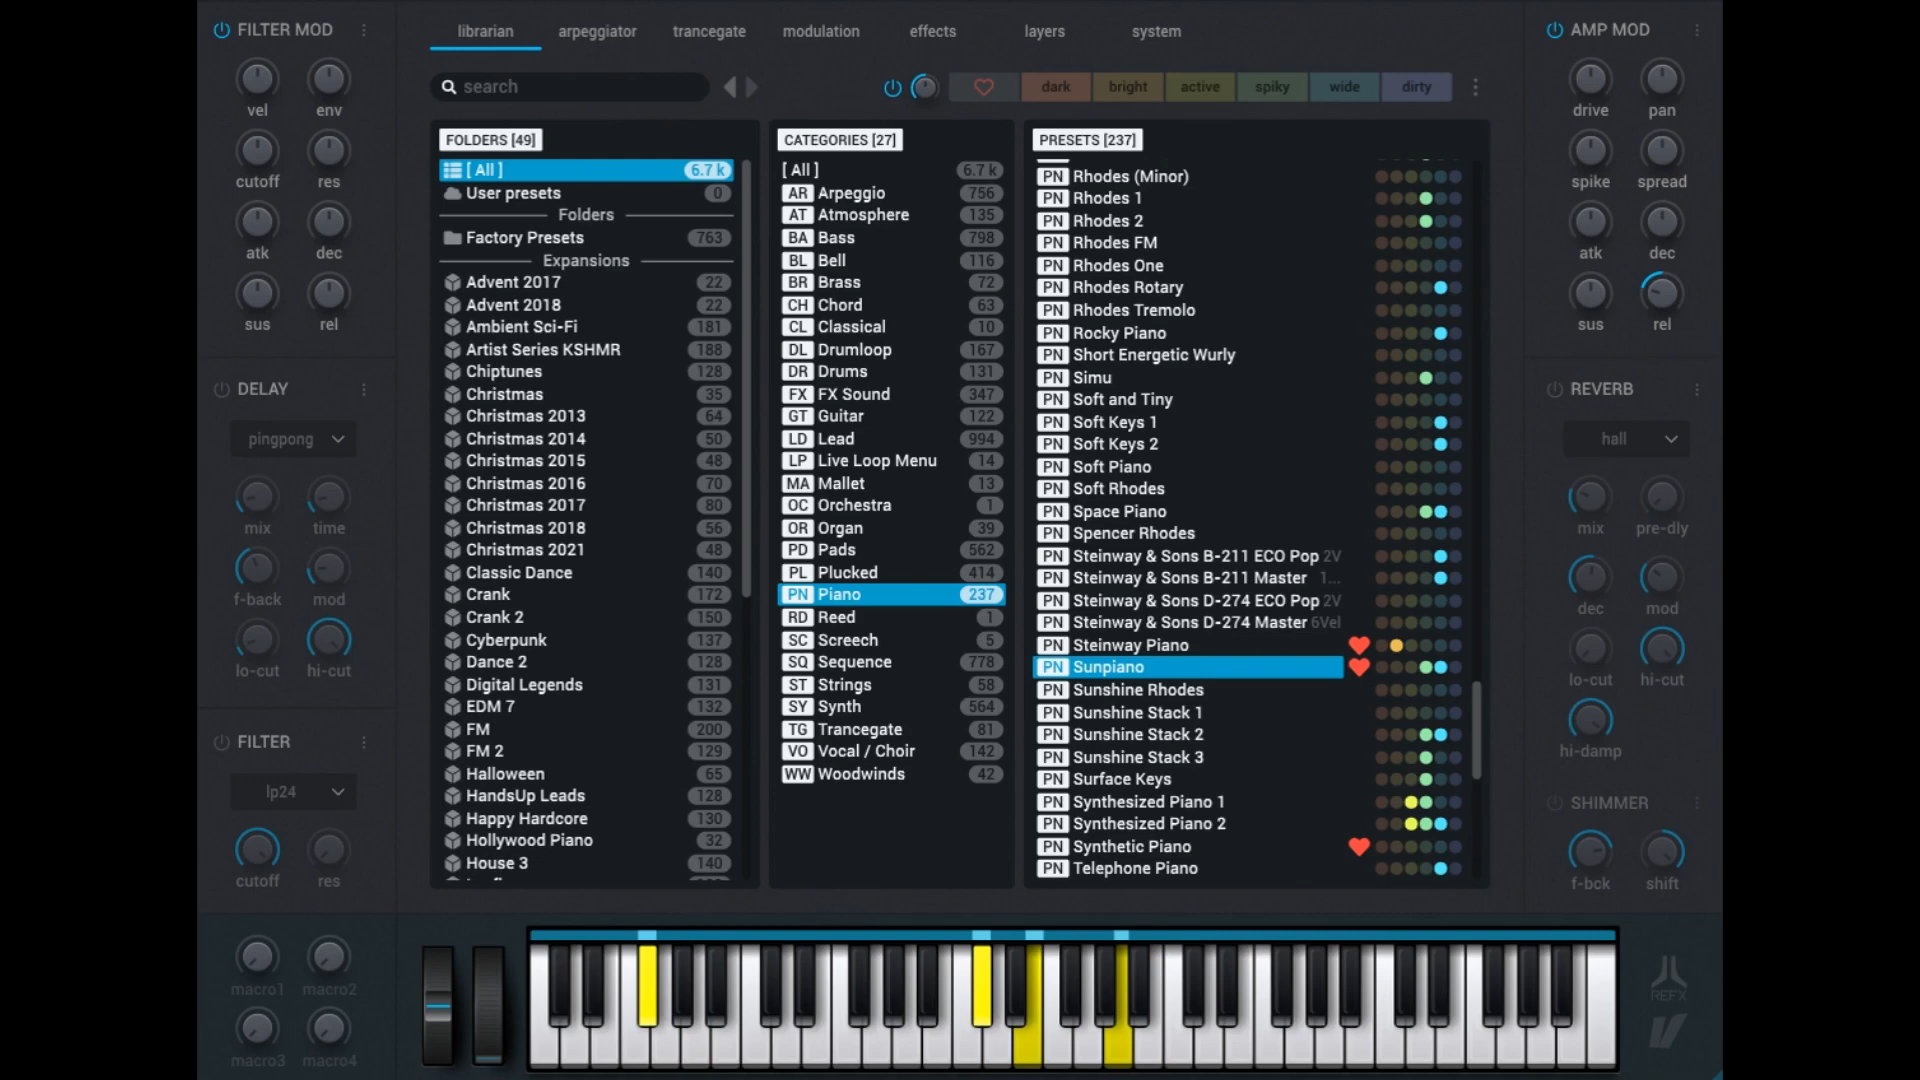 FILTER MOD
vel env
cutoff res
atk dec
sus rel
DELAY
pingpong
mix time
f-back mod
lo-cut hi-cut
FILTER
lp24
cutoff res
macro1 macro2
macro3 macro4
librarian arpeggiator trancegate modulation effects layers system
search
dark bright active spiky wide dirty
FOLDERS [49]
[ All ] 6.7 k
User presets 0
Folders
Factory Presets 763
Expansions
Advent 2017 22
Advent 2018 22
Ambient Sci-Fi 181
Artist Series KSHMR 188
Chiptunes 128
Christmas 35
Christmas 2013 64
Christmas 2014 50
Christmas 2015 48
Christmas 2016 70
Christmas 2017 80
Christmas 2018 56
Christmas 2021 48
Classic Dance 140
Crank 172
Crank 2 150
Cyberpunk 137
Dance 2 128
Digital Legends 131
EDM 7 132
FM 200
FM 2 129
Halloween 65
HandsUp Leads 128
Happy Hardcore 130
Hollywood Piano 32
House 3 140
CATEGORIES [27]
[ All ] 6.7 k
AR Arpeggio 756
AT Atmosphere 135
BA Bass 798
BL Bell 116
BR Brass 72
CH Chord 63
CL Classical 10
DL Drumloop 167
DR Drums 131
FX FX Sound 347
GT Guitar 122
LD Lead 994
LP Live Loop Menu 14
MA Mallet 13
OC Orchestra 1
OR Organ 39
PD Pads 562
PL Plucked 414
PN Piano 237
RD Reed 1
SC Screech 5
SQ Sequence 778
ST Strings 58
SY Synth 564
TG Trancegate 81
VO Vocal / Choir 142
WW Woodwinds 42
PRESETS [237]
PN Rhodes (Minor)
PN Rhodes 1
PN Rhodes 2
PN Rhodes FM
PN Rhodes One
PN Rhodes Rotary
PN Rhodes Tremolo
PN Rocky Piano
PN Short Energetic Wurly
PN Simu
PN Soft and Tiny
PN Soft Keys 1
PN Soft Keys 2
PN Soft Piano
PN Soft Rhodes
PN Space Piano
PN Spencer Rhodes
PN Steinway & Sons B-211 ECO Pop 2V
PN Steinway & Sons B-211 Master 1...
PN Steinway & Sons D-274 ECO Pop 2V
PN Steinway & Sons D-274 Master 6Vel
PN Steinway Piano
PN Sunpiano
PN Sunshine Rhodes
PN Sunshine Stack 1
PN Sunshine Stack 2
PN Sunshine Stack 3
PN Surface Keys
PN Synthesized Piano 1
PN Synthesized Piano 2
PN Synthetic Piano
PN Telephone Piano
AMP MOD
drive pan
spike spread
atk dec
sus rel
REVERB
hall
mix pre-dly
dec mod
lo-cut hi-cut
hi-damp
SHIMMER
f-bck shift
REFX